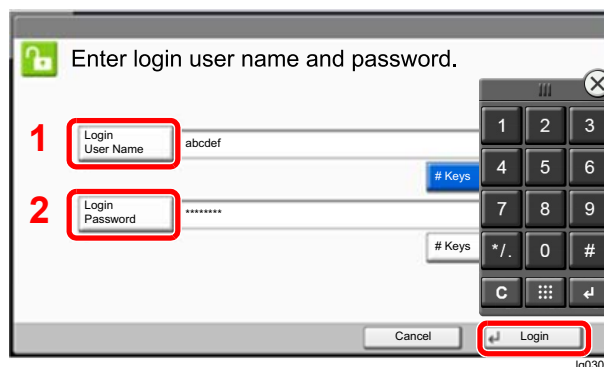 Enter login user name and password.
1
Login
User Name
abcdef
# Keys
2
Login
Password
********
# Keys
1 2 3
4 5 6
7 8 9
*/. 0 #
C
Cancel
Login
lg030